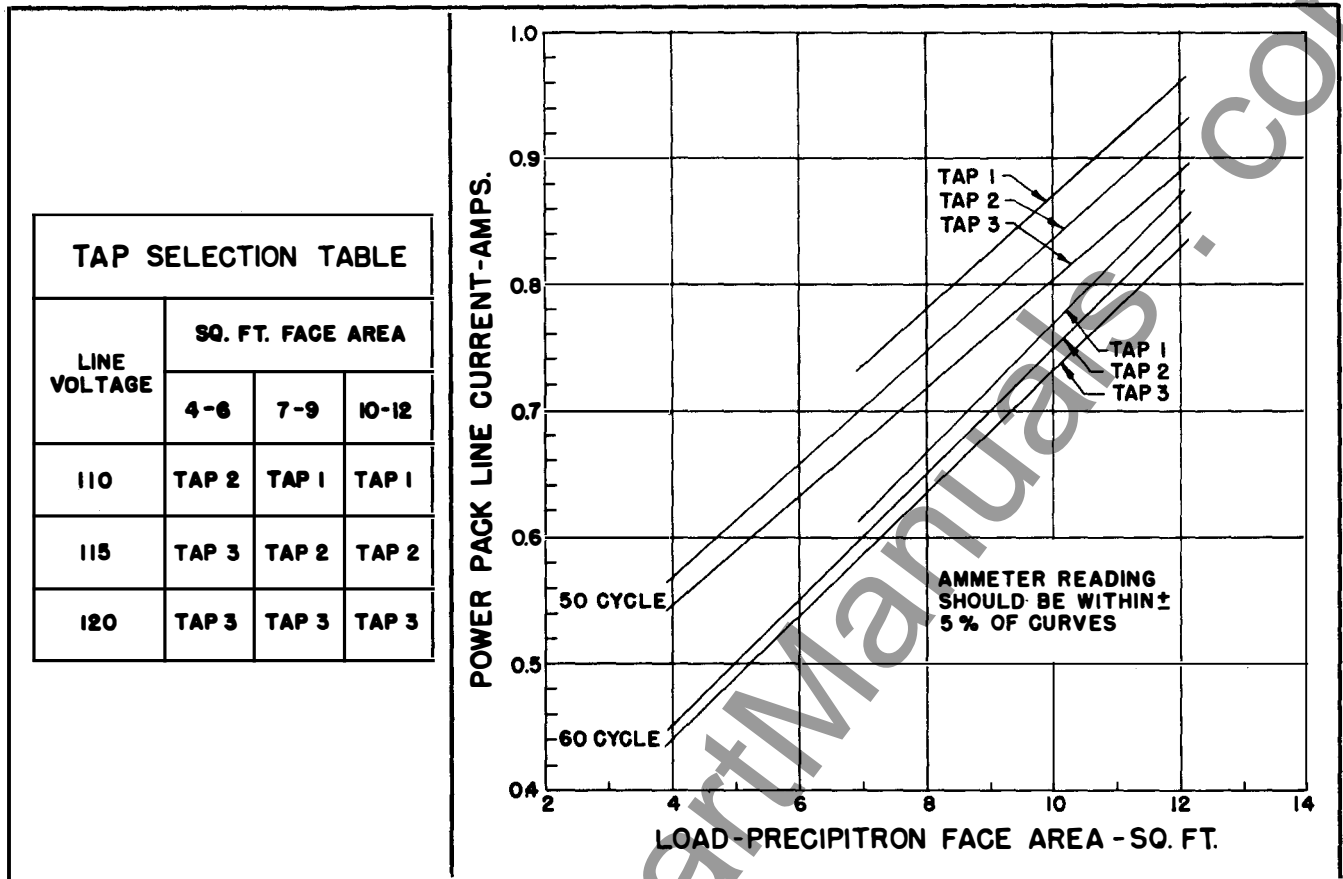 TAP SELECTION TABLE
LINE VOLTAGE
SQ. FT. FACE AREA
4-6 7-9 10-12
110 TAP 2 TAP 1 TAP 1
115 TAP 3 TAP 2 TAP 2
120 TAP 3 TAP 3 TAP 3
POWER PACK LINE CURRENT-AMPS.
1.0
0.9
0.8
0.7
0.6
0.5
0.4
TAP 1
TAP 2
TAP 3
TAP 1
TAP 2
TAP 3
50 CYCLE
60 CYCLE
AMMETER READING
SHOULD BE WITHIN ±
5% OF CURVES
2 4 6 8 10 12 14
LOAD-PRECIPITRON FACE AREA - SQ. FT.
artManuals . com